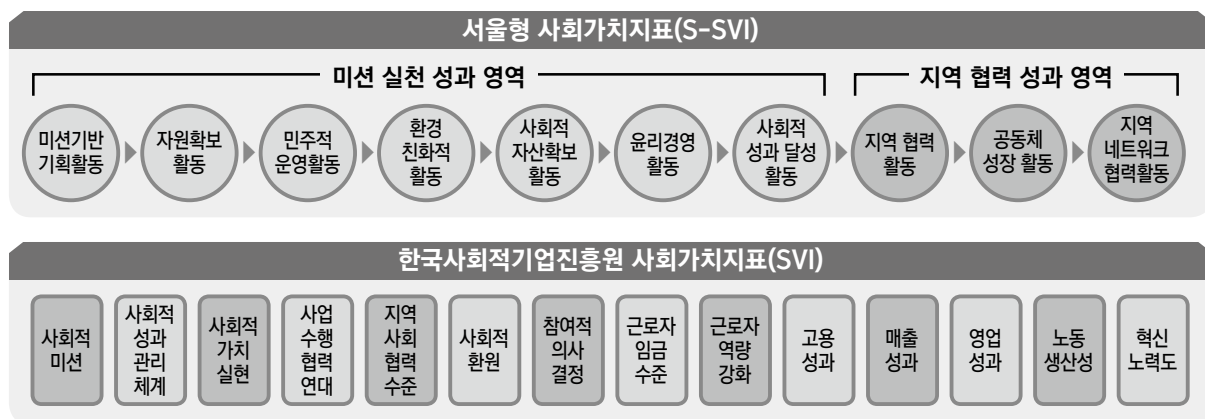 서울형 사회가치지표(S-SVI)
미션 실천 성과 영역
지역 협력 성과 영역
미션기반
기획활동
자원확보
활동
민주적
운영활동
환경
친화적
활동
사회적
자산확보
활동
윤리경영
활동
사회적
성과 달성
활동
지역 협력
활동
공동체
성장 활동
지역
네트워크
협력활동
한국사회적기업진흥원 사회가치지표(SVI)
사회적
미션
사회적
성과
관리
체계
사회적
가치
실현
사업
수행
협력
연대
지역
사회
협력
수준
사회적
환원
참여적
의사
결정
근로자
임금
수준
근로자
역량
강화
고용
성과
매출
성과
영업
성과
노동
생산성
혁신
노력도